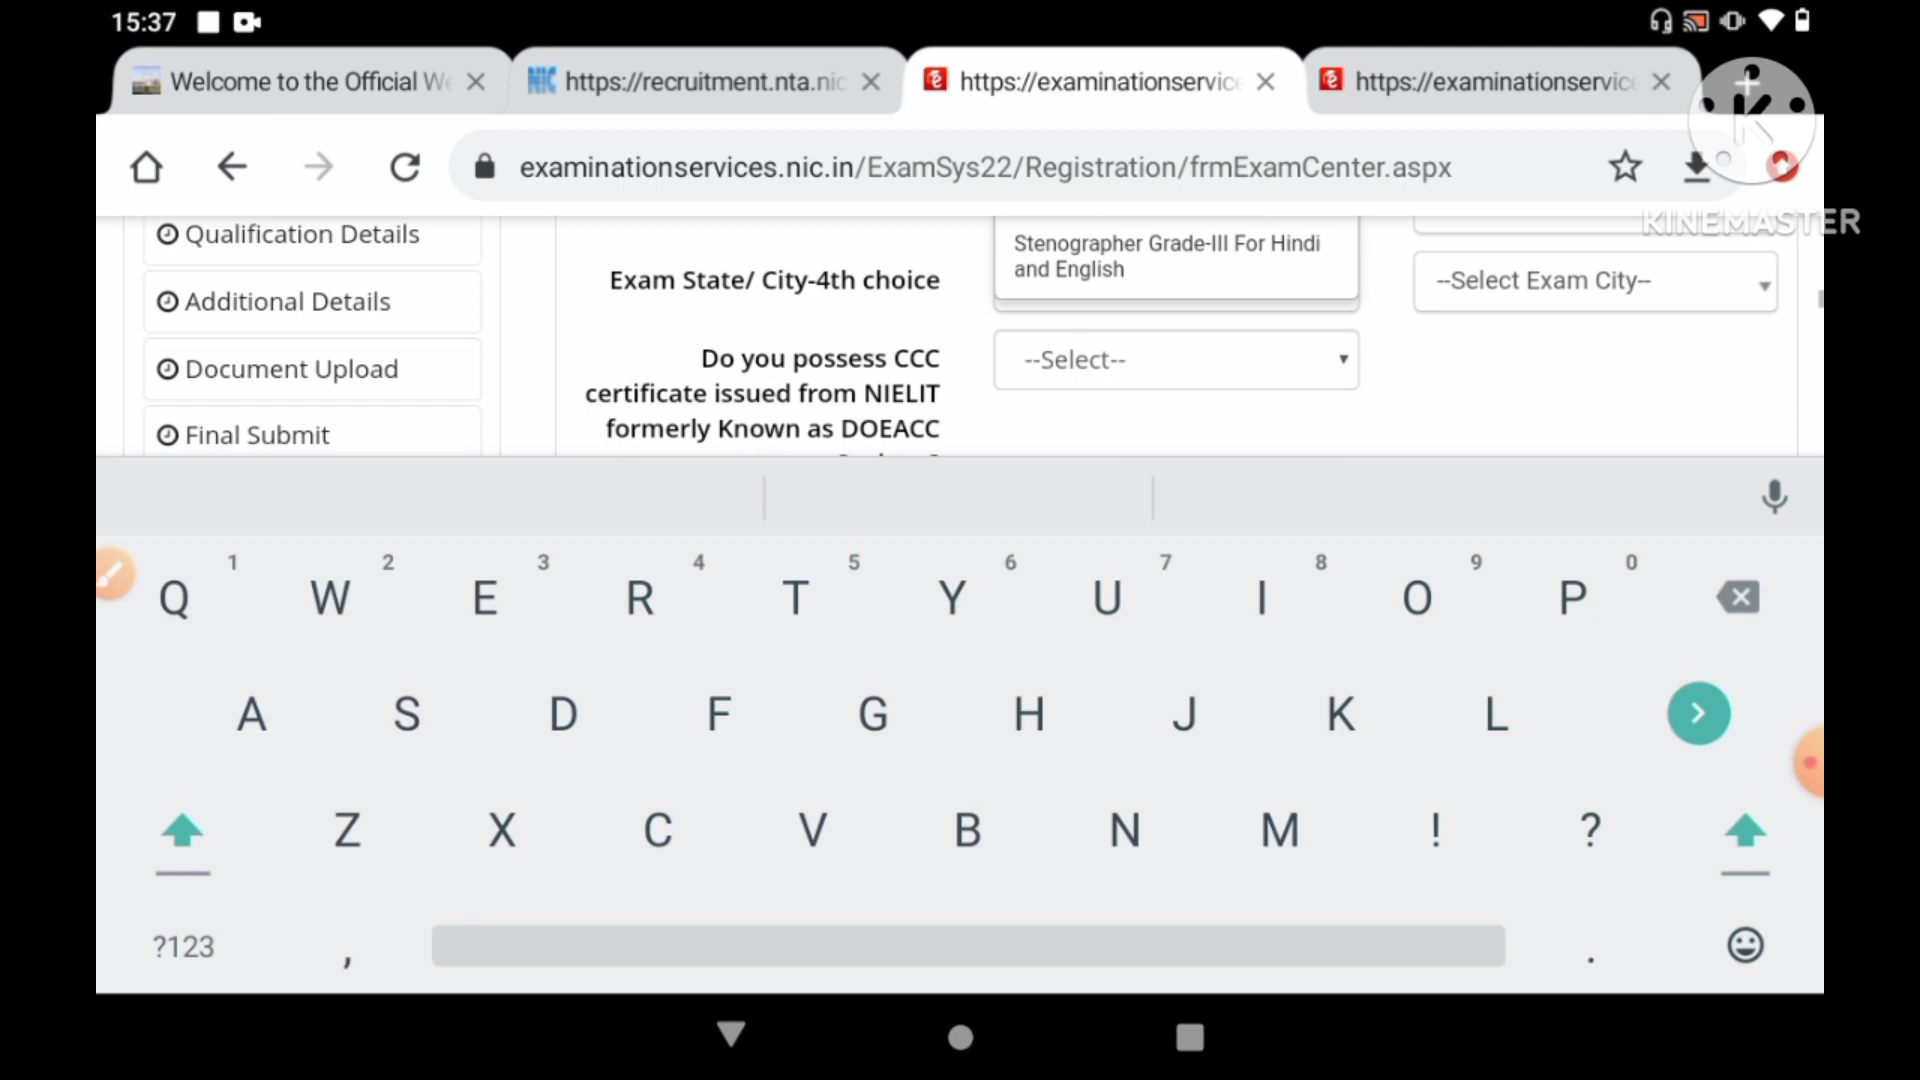 15:37
Welcome to the Official We
https://recruitment.nta.nic
https://examinationservice
https://examinationservice
examinationservices.nic.in/ExamSys22/Registration/frmExamCenter.aspx
K
KINEMASTER
Qualification Details
Additional Details
Document Upload
Final Submit
Stenographer Grade-III For Hindi
and English
Exam State/ City-4th choice
--Select Exam City--
Do you possess CCC
certificate issued from NIELIT
formerly Known as DOEACC
--Select--
1 2 3 4 5 6 7 8 9 0
Q W E R T Y U I O P
A S D F G H J K L
Z X C V B N M ! ?
?123 , .